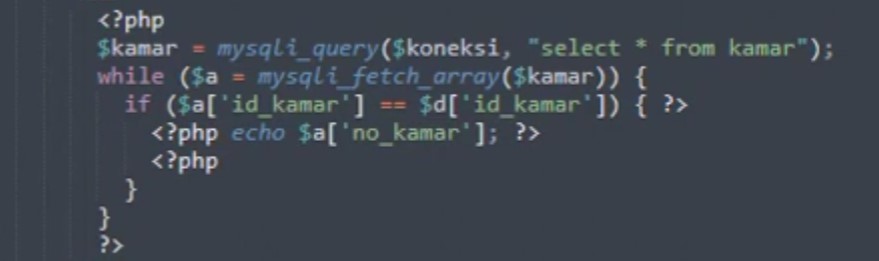 <?php
$kamar = mysqli_query($koneksi, "select * from kamar");
while ($a = mysqli_fetch_array($kamar)) {
if ($a['id_kamar'] == $d['id_kamar']) { ?>
<?php echo $a['no_kamar']; ?>
<?php
}
}
?>